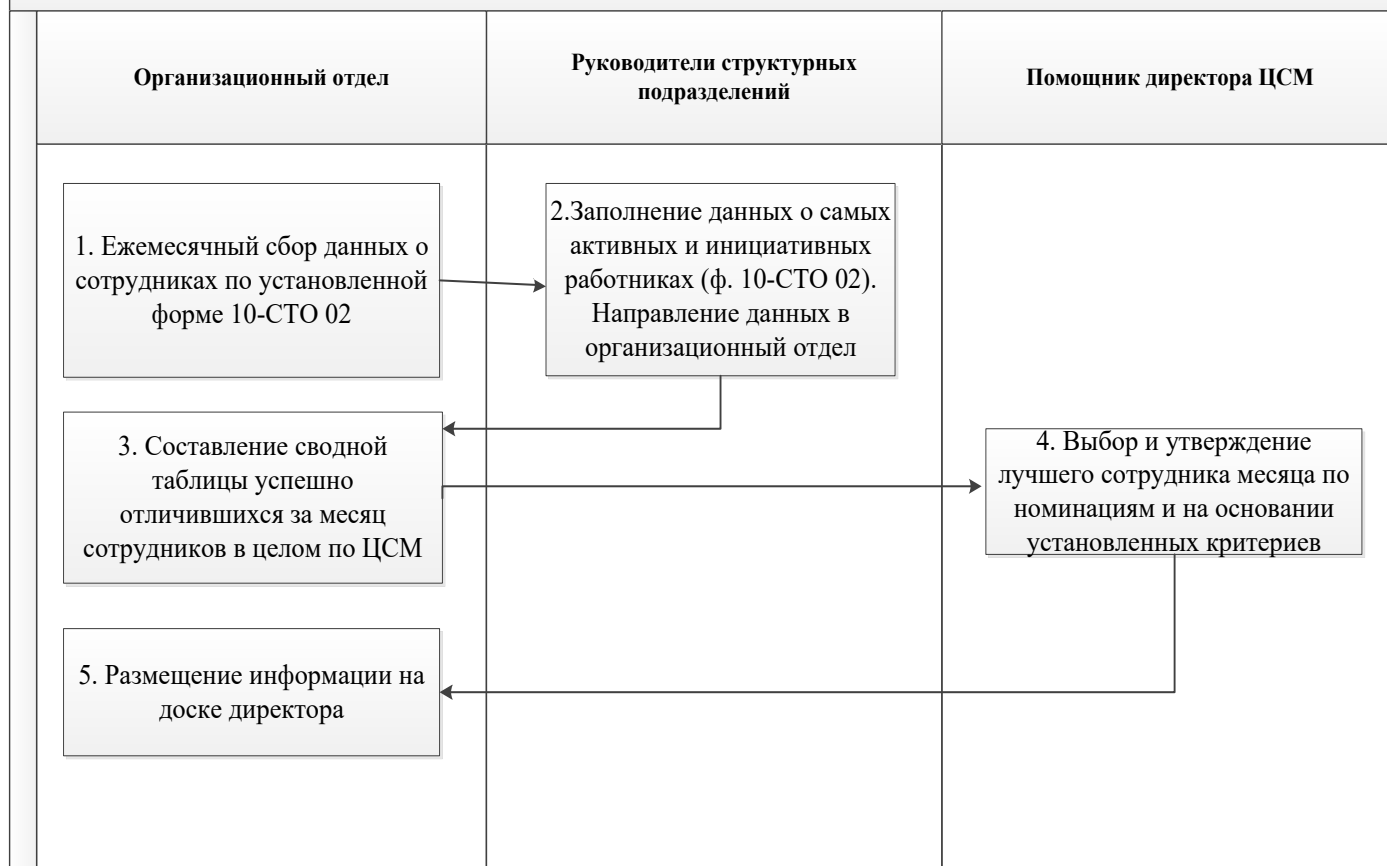 Организационный отдел
Руководители структурных
подразделений
Помощник директора ЦСМ
1. Ежемесячный сбор данных о
сотрудниках по установленной
форме 10-СТО 02
2.Заполнение данных о самых
активных и инициативных
работниках (ф. 10-СТО 02).
Направление данных в
организационный отдел
3. Составление сводной
таблицы успешно
отличившихся за месяц
сотрудников в целом по ЦСМ
4. Выбор и утверждение
лучшего сотрудника месяца по
номинациям и на основании
установленных критериев
5. Размещение информации на
доске директора